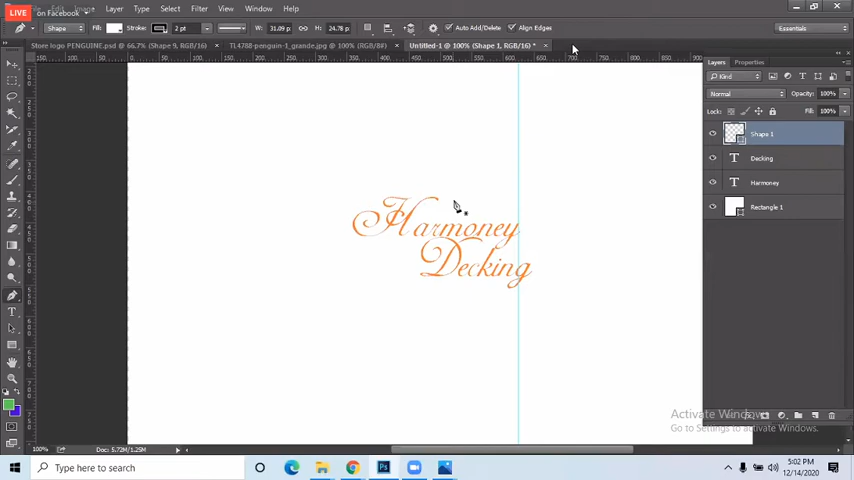 LIVE
on Facebook
Image Layer Type Select Filter View Window Help
Shape Fill: Stroke: 2 pt W: 31.09 p H: 24.78 p Auto Add/Delete Align Edges Essentials
Store logo PENGUINE.psd @ 66.7% (Shape 9, RGB/16) × TL4788-penguin-1_grande.jpg @ 100% (RGB/8#) × Untitled-1 @ 100% (Shape 1, RGB/16) * ×
Layers Properties
Kind
Normal Opacity: 100%
Lock: Fill: 100%
Shape 1
Decking
Harmoney
Rectangle 1
Harmoney
Decking
Activate Windows
Go to Settings to activate Windows.
100% Doc: 5.72M/1.25M
Type here to search
5:02 PM
12/14/2020